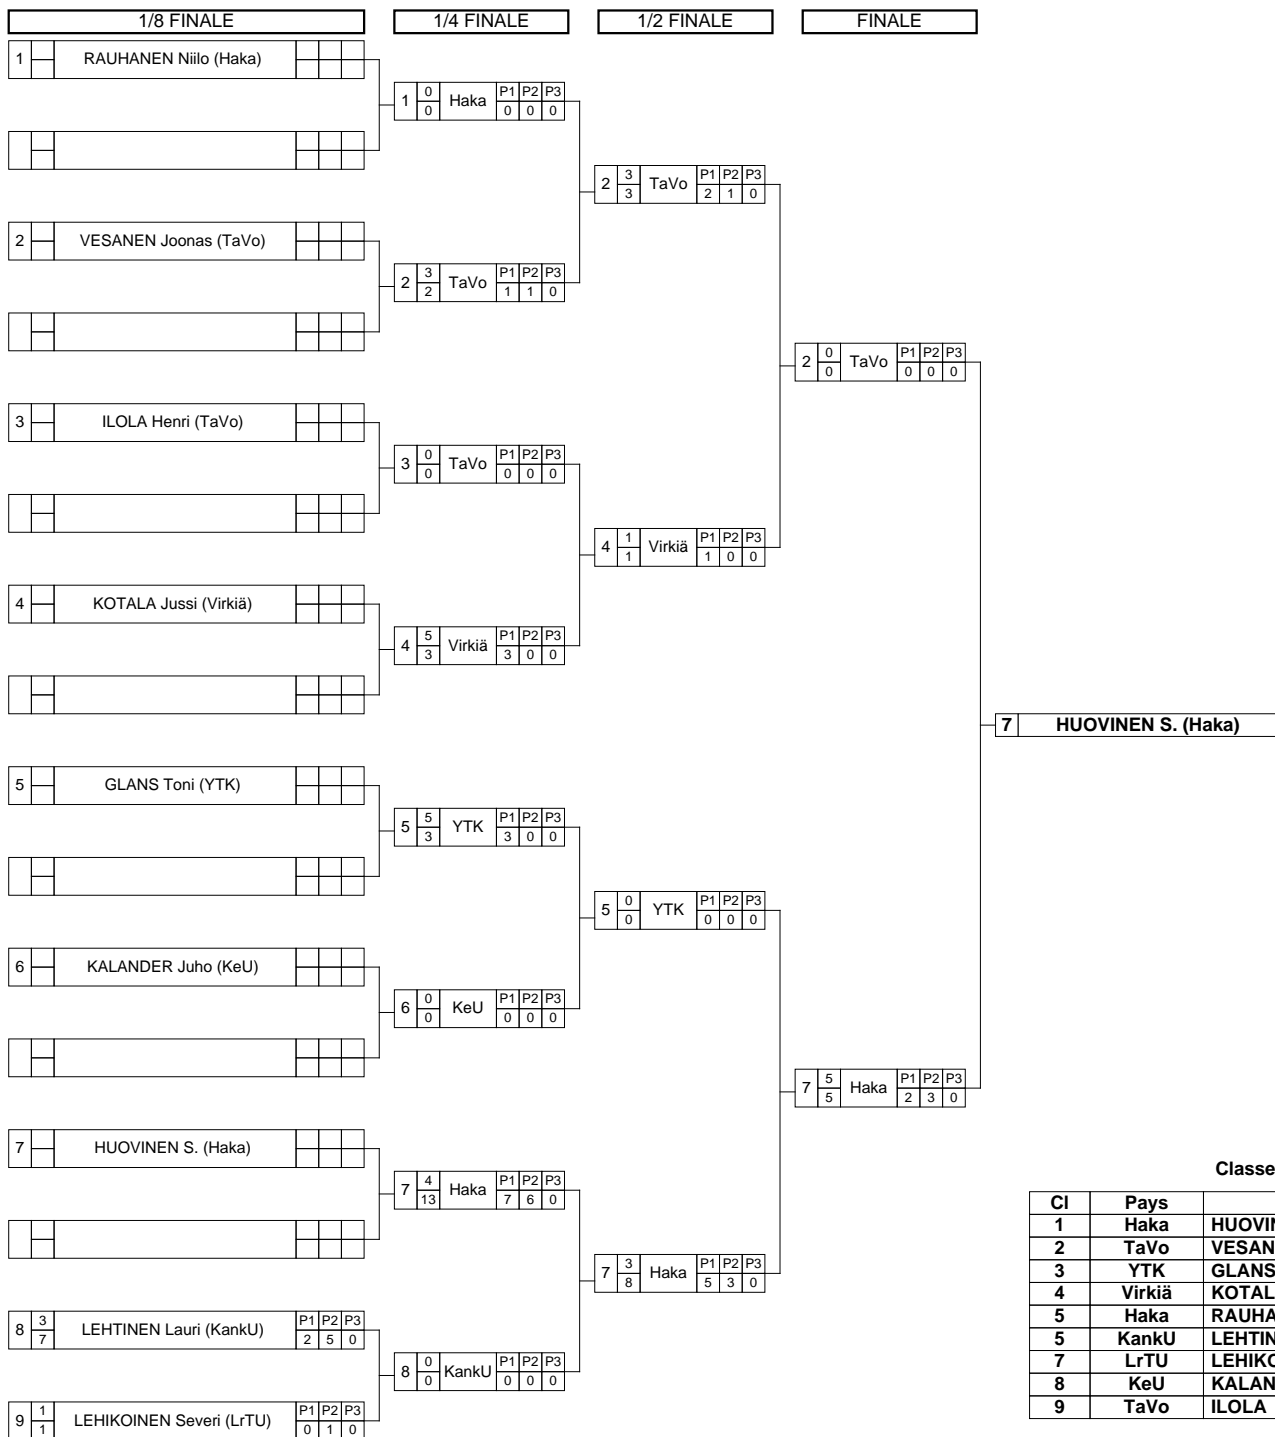 1/8 FINALE 1/4 FINALE 1/2 FINALE FINALE
1 RAUHANEN Niilo (Haka)
1 0 Haka P1 P2 P3
0 0 0 0
2 3 TaVo P1 P2 P3
3 2 1 0
2 VESANEN Joonas (TaVo)
2 3 TaVo P1 P2 P3
2 1 1 0
2 0 TaVo P1 P2 P3
0 0 0 0
3 ILOLA Henri (TaVo)
3 0 TaVo P1 P2 P3
0 0 0 0
4 1 Virkiä P1 P2 P3
1 1 0 0
4 KOTALA Jussi (Virkiä)
4 5 Virkiä P1 P2 P3
3 3 0 0
7 HUOVINEN S. (Haka)
5 GLANS Toni (YTK)
5 5 YTK P1 P2 P3
3 3 0 0
5 0 YTK P1 P2 P3
0 0 0 0
6 KALANDER Juho (KeU)
6 0 KeU P1 P2 P3
0 0 0 0
7 5 Haka P1 P2 P3
5 2 3 0
7 HUOVINEN S. (Haka)
7 4 Haka P1 P2 P3
13 7 6 0
7 3 Haka P1 P2 P3
8 5 3 0
8 3 LEHTINEN Lauri (KankU) P1 P2 P3
7 2 5 0
8 0 KankU P1 P2 P3
0 0 0 0
9 1 LEHIKOINEN Severi (LrTU) P1 P2 P3
1 0 1 0
Classe
Cl Pays
1 Haka HUOVI
2 TaVo VESAN
3 YTK GLANS
4 Virkiä KOTAL
5 Haka RAUHA
5 KankU LEHTIN
7 LrTU LEHIKO
8 KeU KALAN
9 TaVo ILOLA